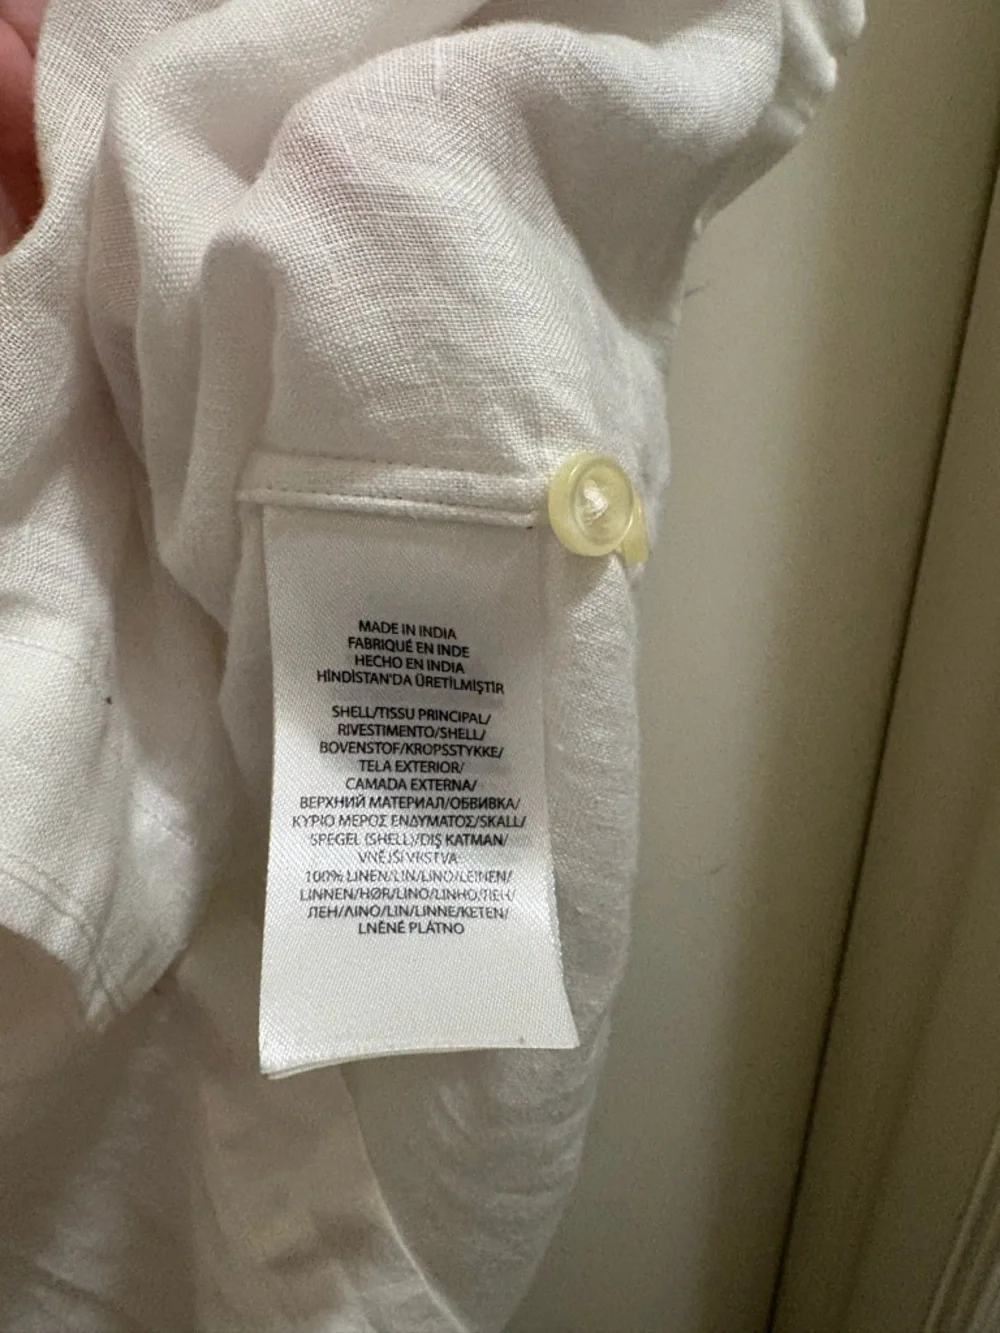 MADE IN INDIA
FABRIQUÉ EN INDE
HECHO EN INDIA
HİNDİSTAN'DA ÜRETİLMİŞTİR
SHELL/TISSU PRINCIPAL/
RIVESTIMENTO/SHELL/
BOVENSTOF/KROPSSTYKKE/
TELA EXTERIOR/
CAMADA EXTERNA/
ВЕРХНИЙ МАТЕРИАЛ/ОБВИВКА/
ΚΥΡΙΟ ΜΕΡΟΣ ΕΝΔΥΜΑΤΟΣ/SKALL/
SPEGEL (SHELL)/DIŞ KATMAN/
VNĚJŠÍ VRSTVA:
100% LINEN/LIN/LINO/LEINEN/
LINNEN/HØR/LINO/LINHO/ЛЕН/
ЛЕН/ΛΙΝΟ/LIN/LINNE/KETEN/
LNĚNÉ PLÁTNO